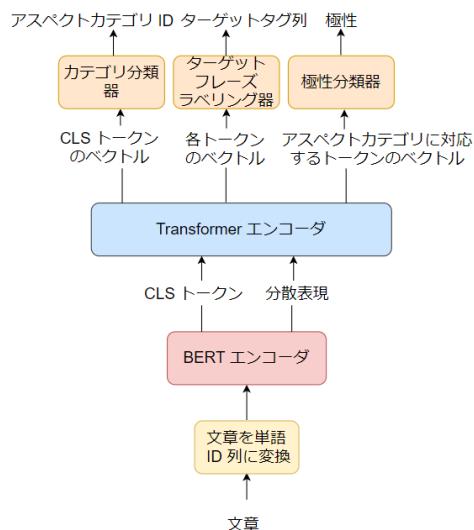 アスペクトカテゴリ ID ターゲットタグ列 極性
カテゴリ分類
器
ターゲット
フレーズ
ラベリング器
極性分類器
CLS トークン
のベクトル
各トークン
のベクトル
アスペクトカテゴリに対応
するトークンのベクトル
Transformer エンコーダ
CLS トークン
分散表現
BERT エンコーダ
文章を単語
ID 列に変換
文章